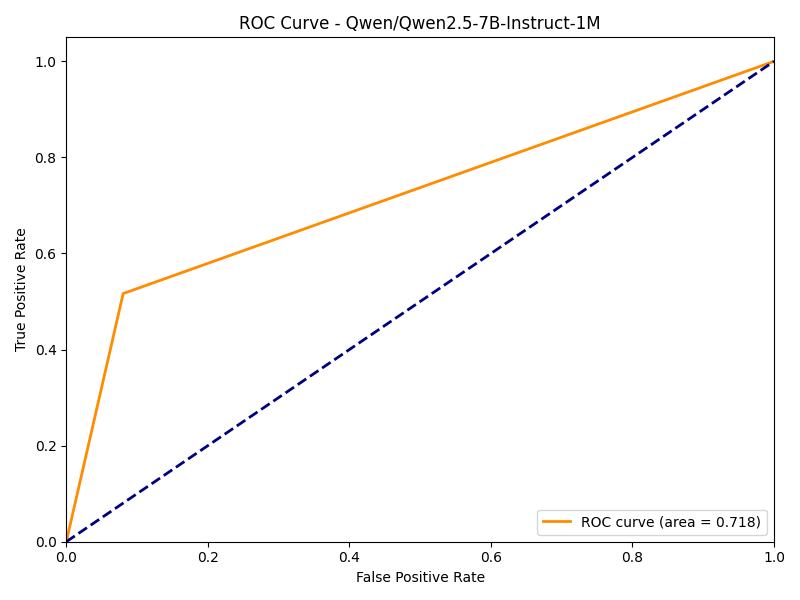 ROC Curve - Qwen/Qwen2.5-7B-Instruct-1M
True Positive Rate
1.0
0.8
0.6
0.4
0.2
0.0
0.0 0.2 0.4 0.6 0.8 1.0
False Positive Rate
ROC curve (area = 0.718)